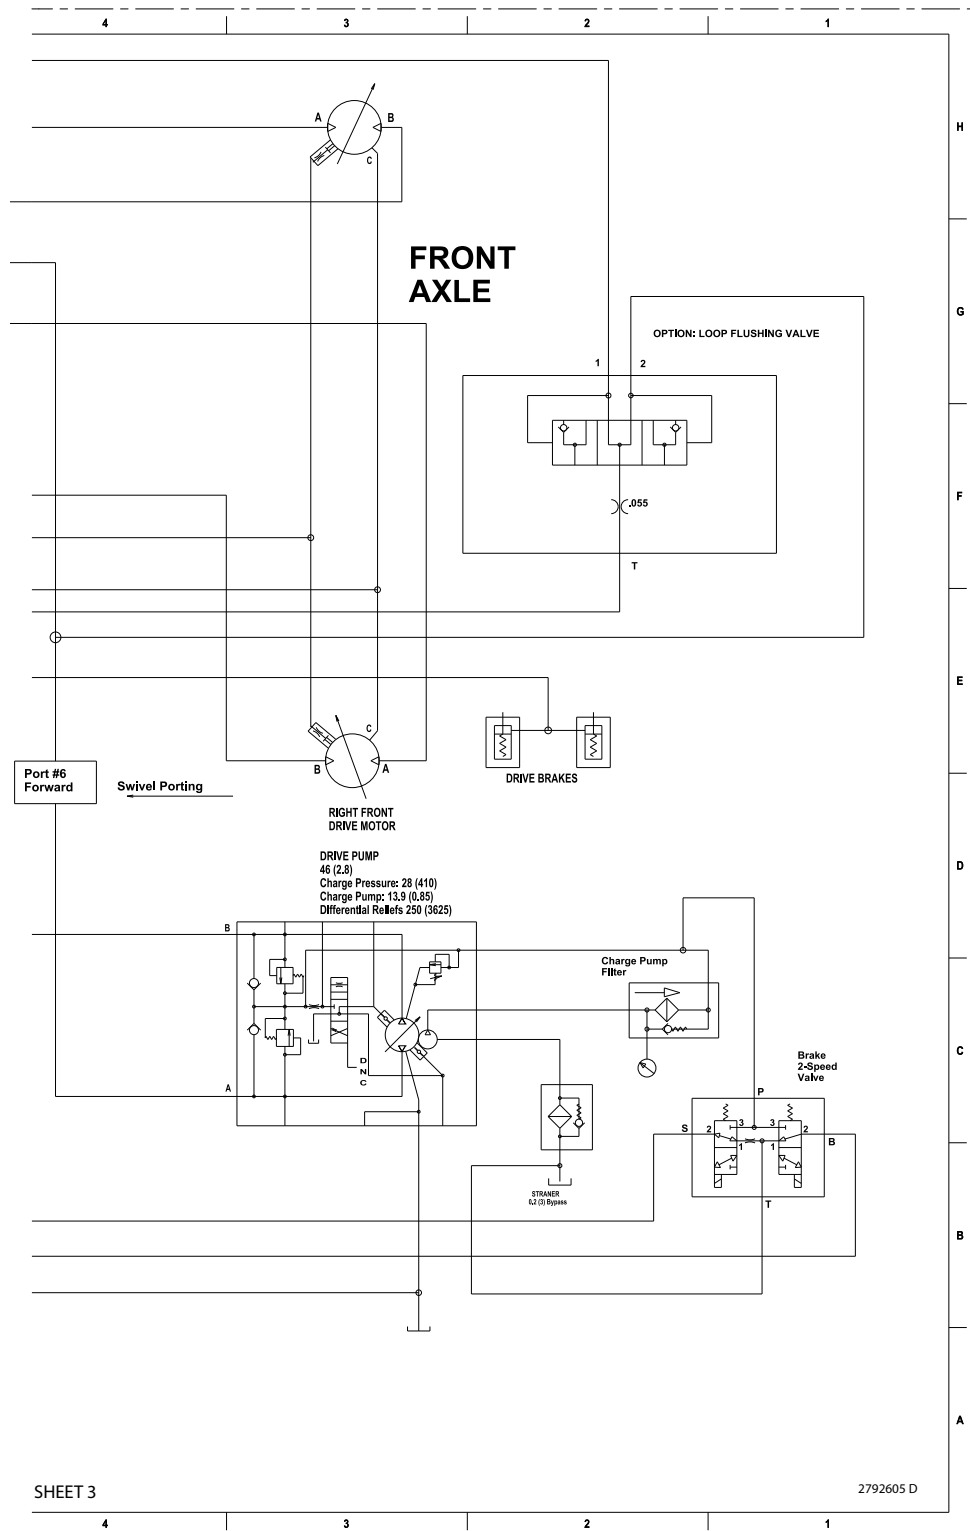 4 3 2 1
H
A B
C
FRONT
AXLE
G
OPTION: LOOP FLUSHING VALVE
1 2
.055
F
T
E
C
B A
DRIVE BRAKES
Port #6
Forward
Swivel Porting
RIGHT FRONT
DRIVE MOTOR
D
DRIVE PUMP
46 (2.8)
Charge Pressure: 28 (410)
Charge Pump: 13.9 (0.85)
Differential Reliefs 250 (3625)
B
Charge Pump
Filter
C
D
N
C
Brake
2-Speed
Valve
A
P
S 2 3 3 2 B
1 1
T
STRANER
0.2 (3) Bypass
B
A
SHEET 3
2792605 D
4 3 2 1